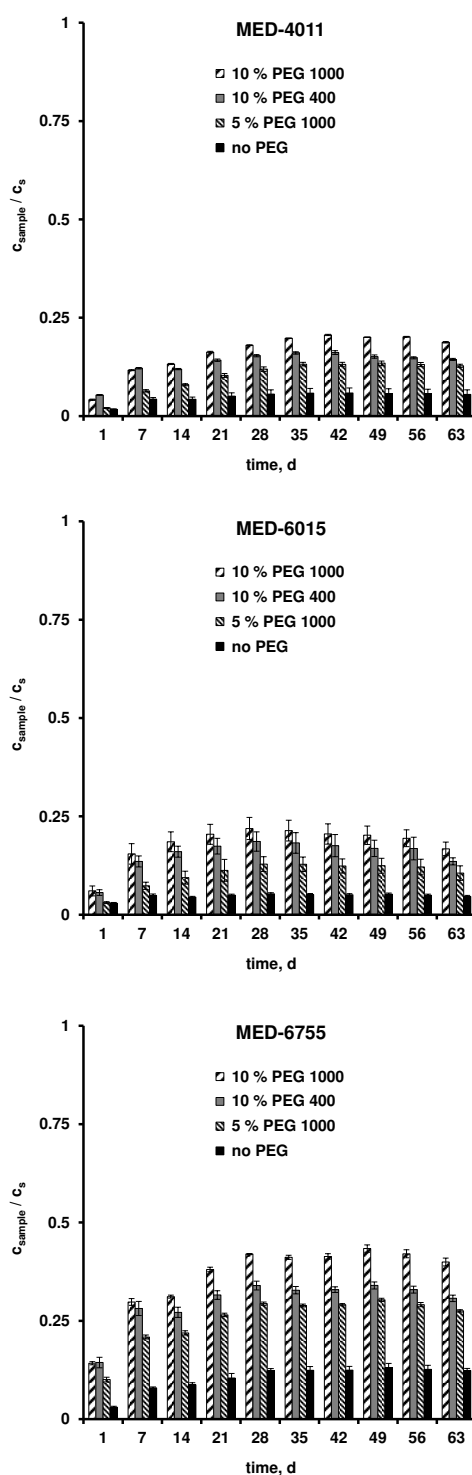 MED-4011
10 % PEG 1000
10 % PEG 400
5 % PEG 1000
no PEG
1
0.75
0.5
0.25
0
c_sample / c_s
1 7 14 21 28 35 42 49 56 63
time, d
MED-6015
10 % PEG 1000
10 % PEG 400
5 % PEG 1000
no PEG
1
0.75
0.5
0.25
0
c_sample / c_s
1 7 14 21 28 35 42 49 56 63
time, d
MED-6755
10 % PEG 1000
10 % PEG 400
5 % PEG 1000
no PEG
1
0.75
0.5
0.25
0
c_sample / c_s
1 7 14 21 28 35 42 49 56 63
time, d